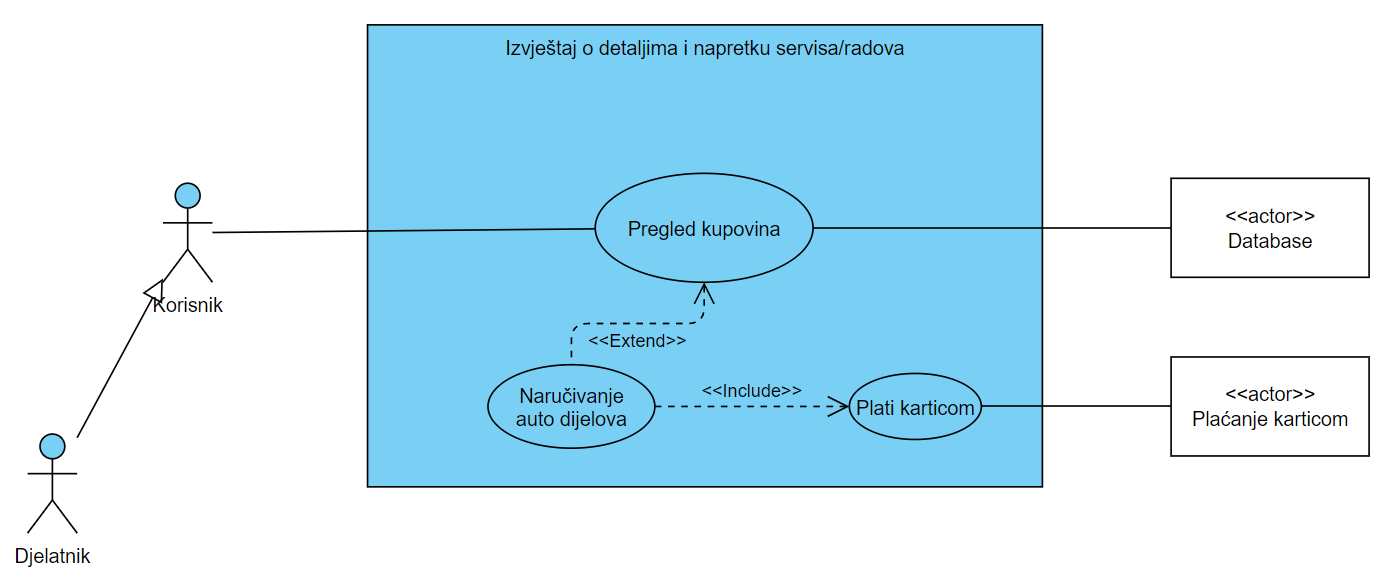 Izvještaj o detaljima i napretku servisa/radova
Korisnik
Pregled kupovina
<<actor>>
Database
<<Extend>>
Naručivanje
auto dijelova
<<Include>>
Plati karticom
<<actor>>
Plaćanje karticom
Djelatnik